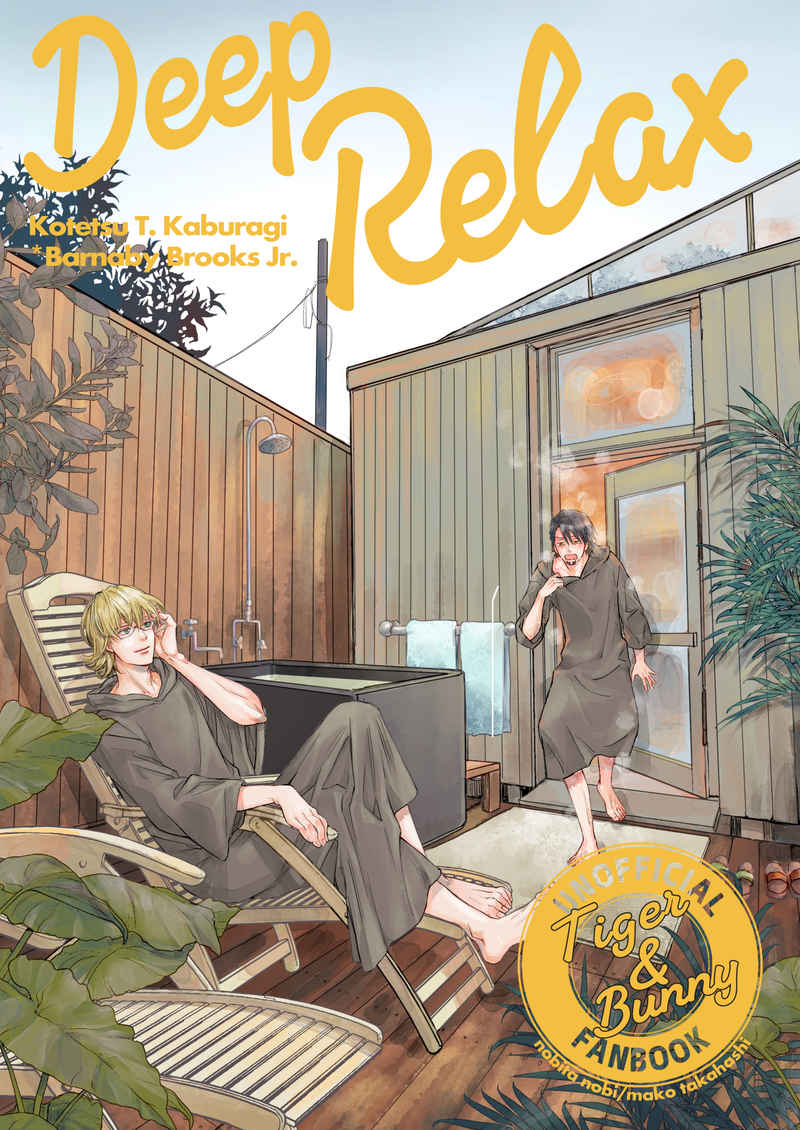 Deep
Relax
Kotetsu T. Kaburagi
*Barnaby Brooks Jr.
UNOFFICIAL
Tiger
&
Bunny
FANBOOK
nobita nobi/mako takahashi